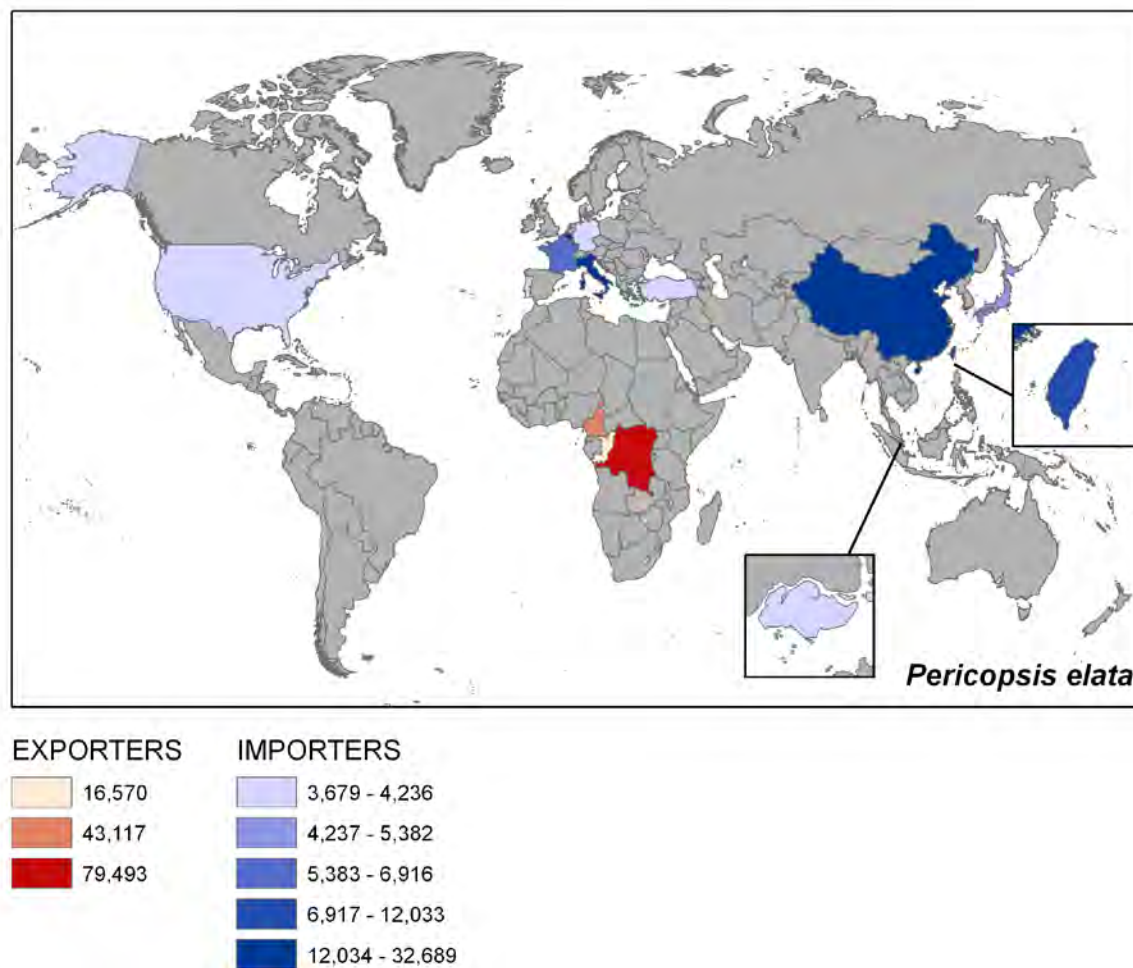 Pericopsis elata
EXPORTERS
16,570
43,117
79,493
IMPORTERS
3,679 - 4,236
4,237 - 5,382
5,383 - 6,916
6,917 - 12,033
12,034 - 32,689